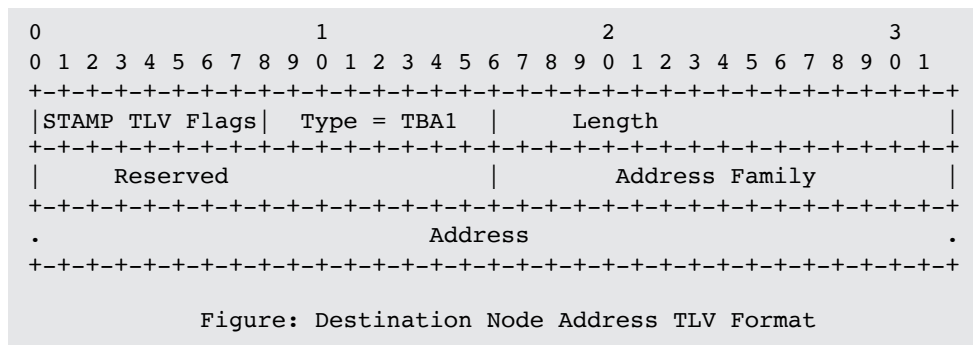 0                   1                   2                   3
0 1 2 3 4 5 6 7 8 9 0 1 2 3 4 5 6 7 8 9 0 1 2 3 4 5 6 7 8 9 0 1
+-+-+-+-+-+-+-+-+-+-+-+-+-+-+-+-+-+-+-+-+-+-+-+-+-+-+-+-+-+-+-+-+
|STAMP TLV Flags|  Type = TBA1  |     Length                    |
+-+-+-+-+-+-+-+-+-+-+-+-+-+-+-+-+-+-+-+-+-+-+-+-+-+-+-+-+-+-+-+-+
|     Reserved                  |        Address Family         |
+-+-+-+-+-+-+-+-+-+-+-+-+-+-+-+-+-+-+-+-+-+-+-+-+-+-+-+-+-+-+-+-+
.                           Address                             .
+-+-+-+-+-+-+-+-+-+-+-+-+-+-+-+-+-+-+-+-+-+-+-+-+-+-+-+-+-+-+-+-+
Figure: Destination Node Address TLV Format